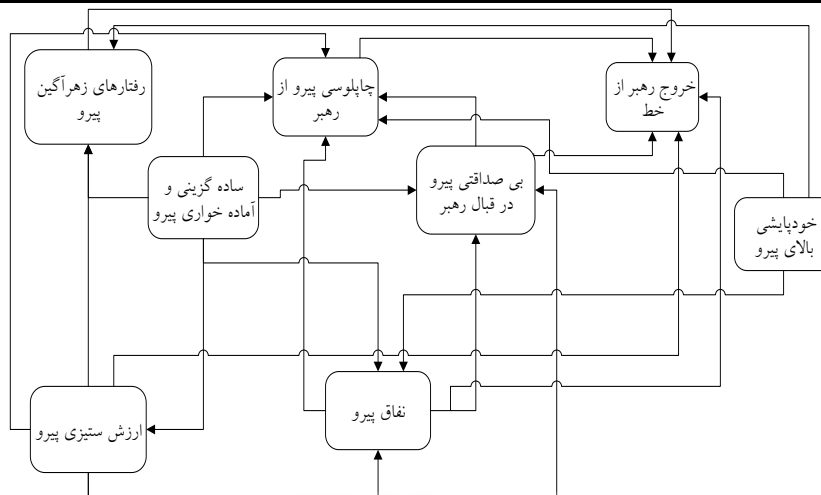 خروج رهبر از
خط
چاپلوسی پیرو از
رهبر
رفتارهای زهرآگین
پیرو
بی صداقتی پیرو
در قبال رهبر
ساده گزینی و
آماده خواری پیرو
خودپایشی
بالای پیرو
نفاق پیرو
ارزش ستیزی پیرو